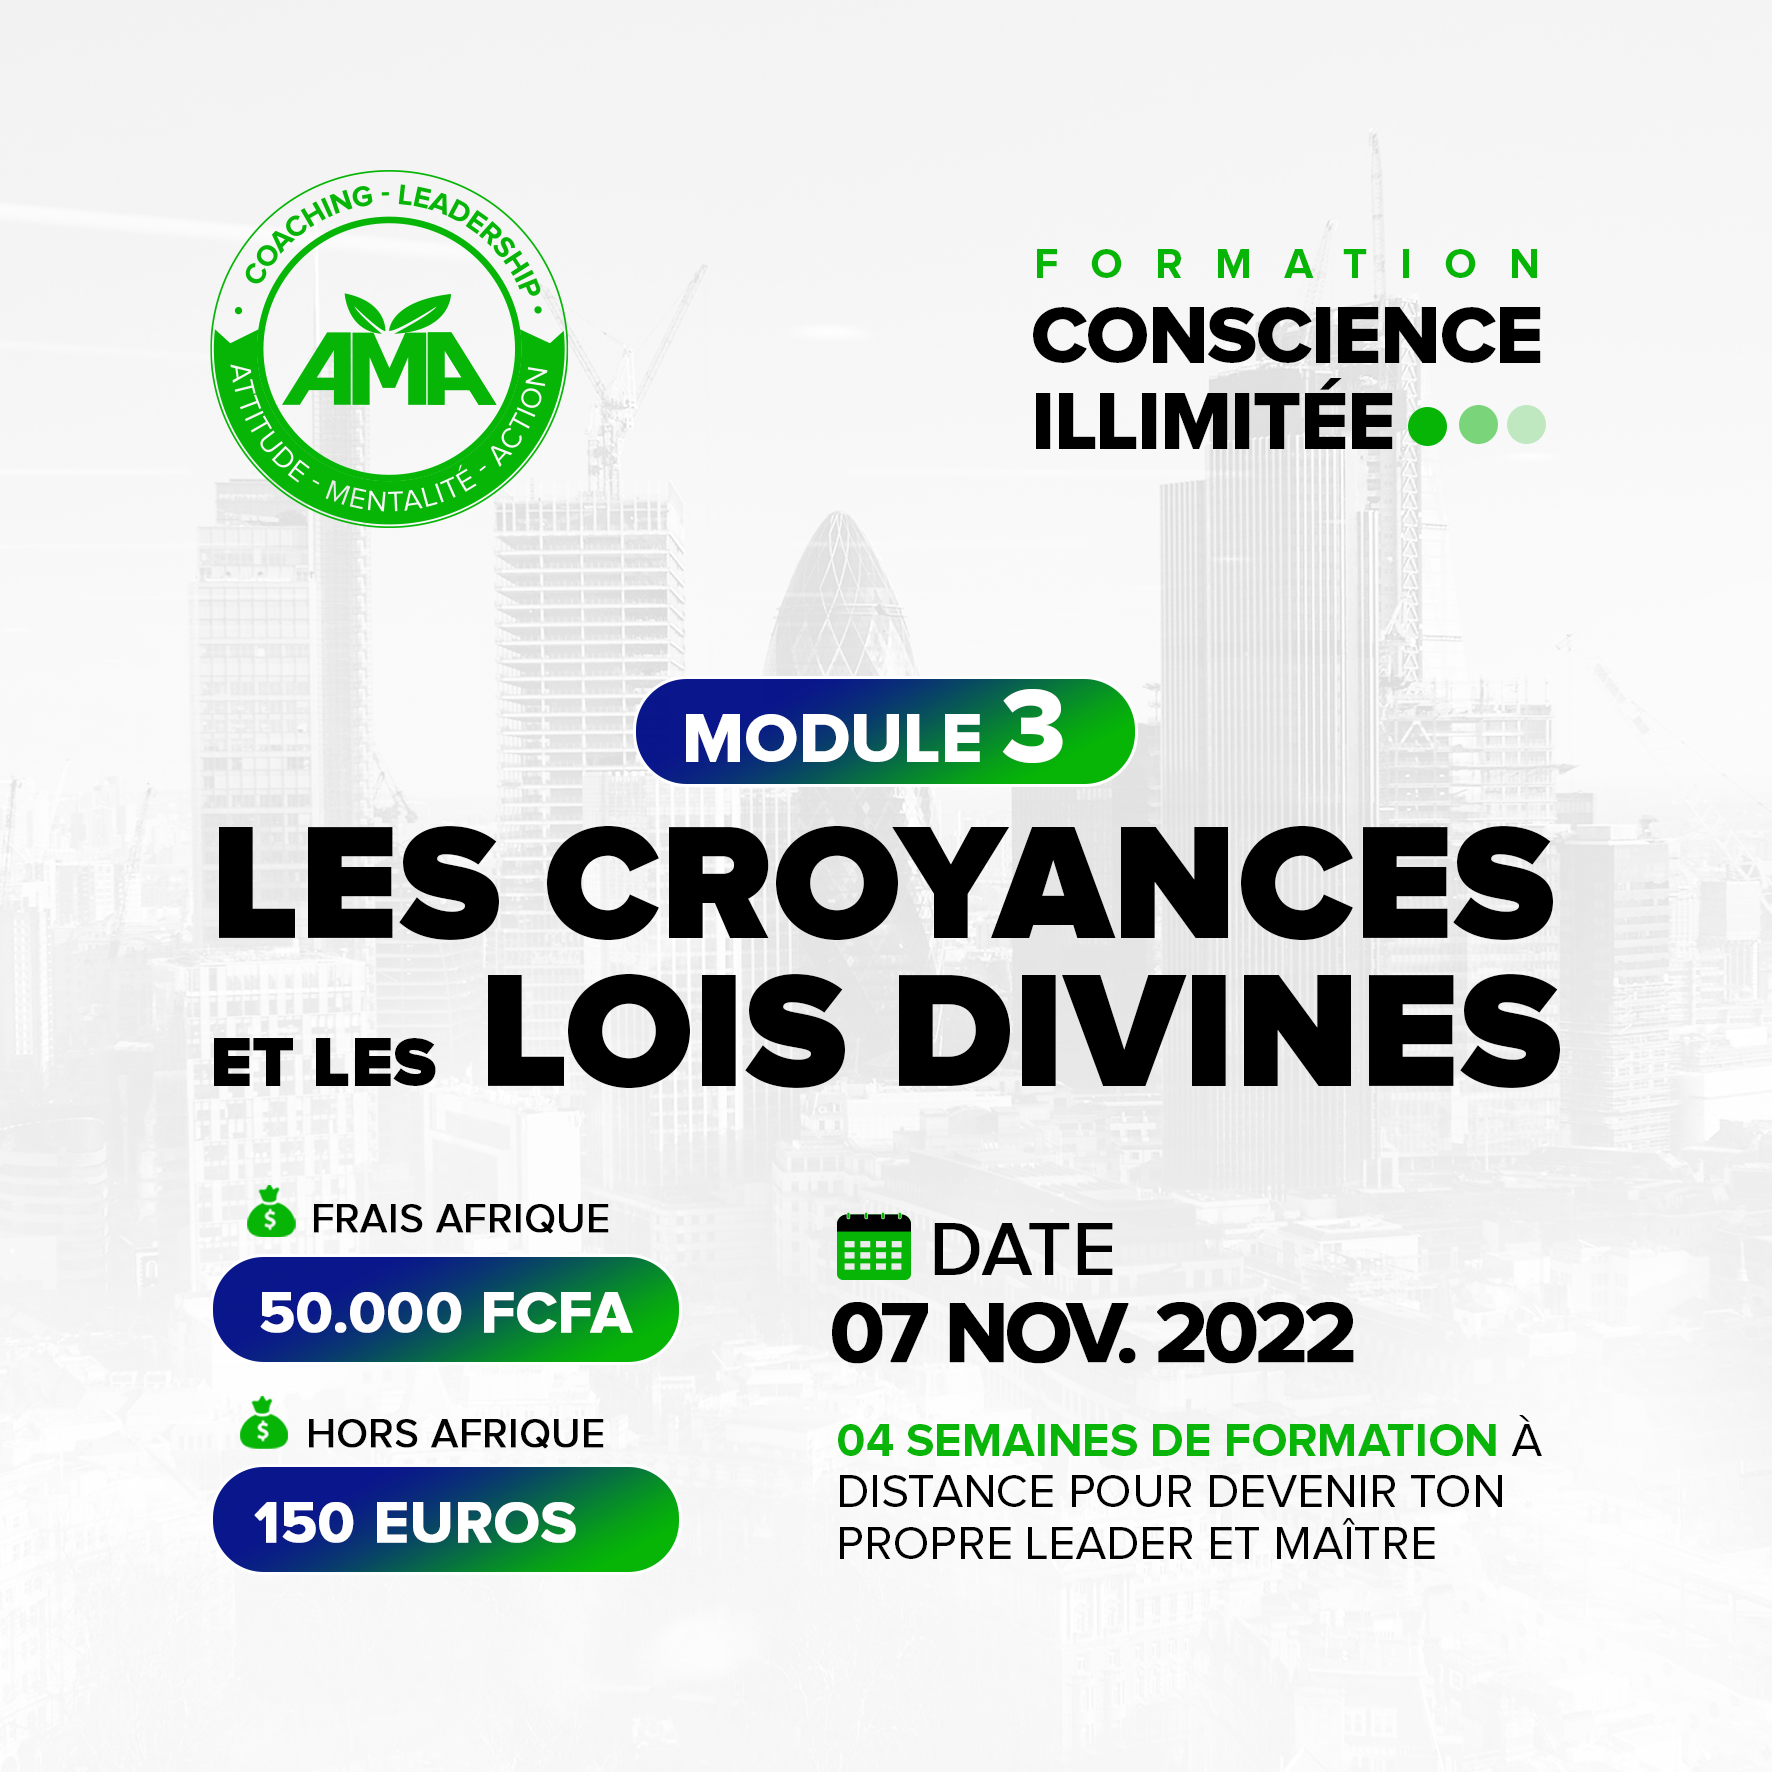 COACHING - LEADERSHIP
AMA
ATTITUDE - MENTALITÉ - ACTION
FORMATION
CONSCIENCE
ILLIMITÉE
MODULE 3
LES CROYANCES
ET LES LOIS DIVINES
FRAIS AFRIQUE
50.000 FCFA
HORS AFRIQUE
150 EUROS
DATE
07 NOV. 2022
04 SEMAINES DE FORMATION À
DISTANCE POUR DEVENIR TON
PROPRE LEADER ET MAÎTRE